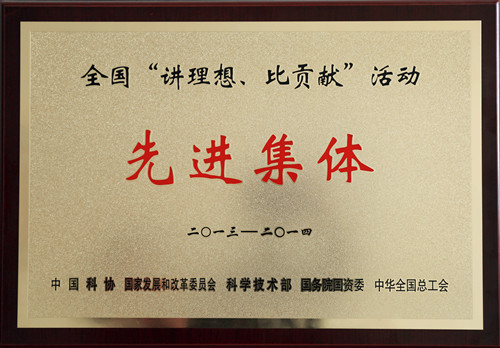 全国“讲理想、比贡献”活动
先进集体
二〇一三—二〇一四
中国科协 国家发展和改革委员会 科学技术部 国务院国资委 中华全国总工会